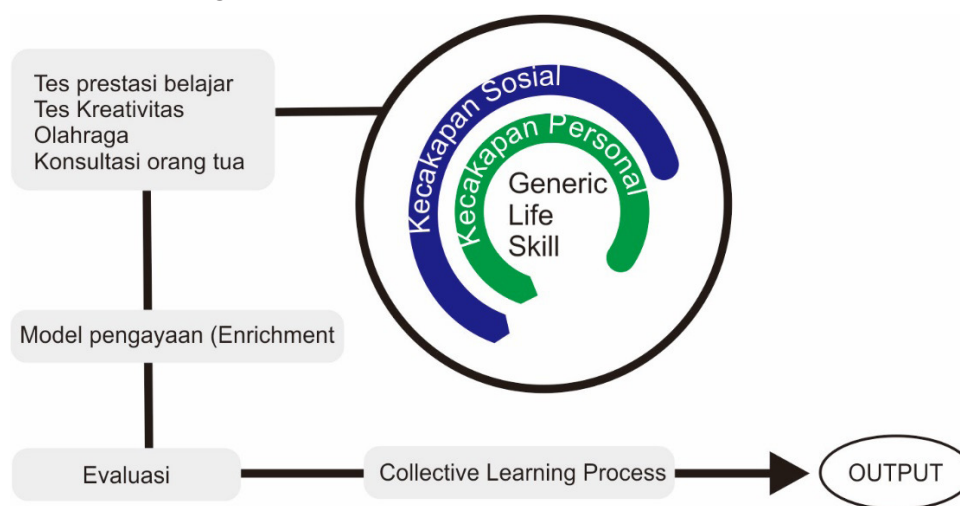 Tes prestasi belajar
Tes Kreativitas
Olahraga
Konsultasi orang tua
Kecakapan Sosial
Kecakapan Personal
Generic
Life
Skill
Model pengayaan (Enrichment
Evaluasi
Collective Learning Process
OUTPUT